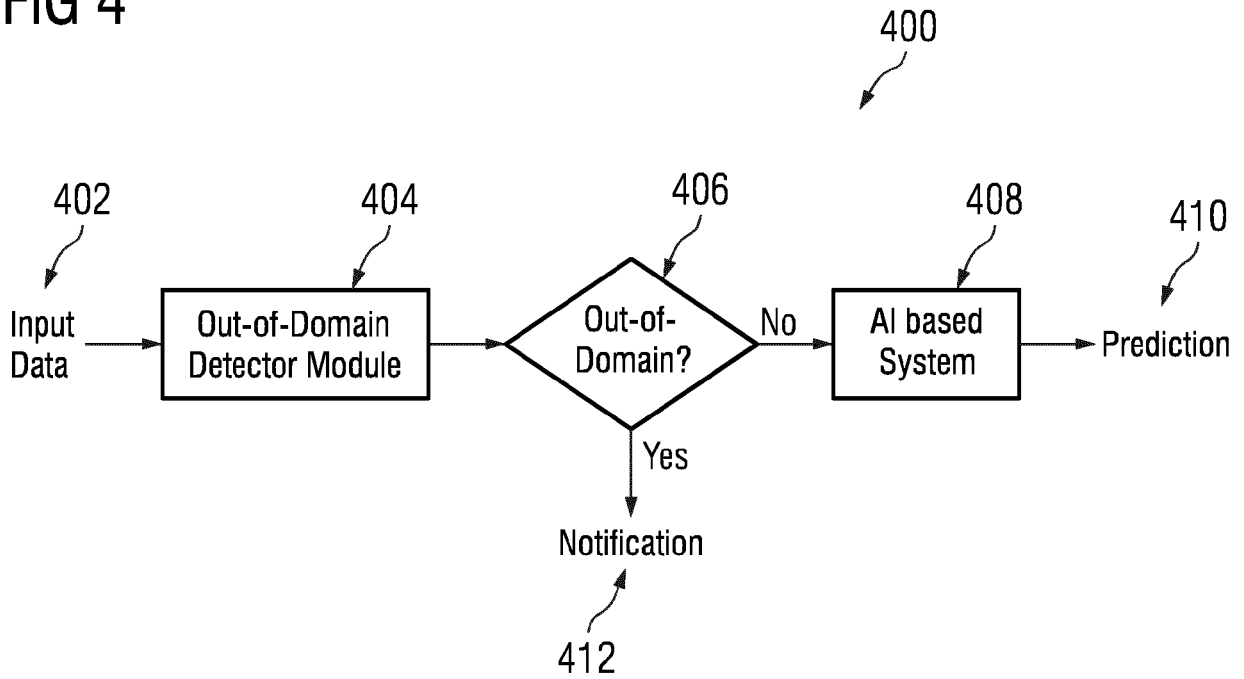 FIG 4
400
402
404
406
408
410
Input
Data
Out-of-Domain
Detector Module
Out-of-
Domain?
No
AI based
System
Prediction
Yes
Notification
412